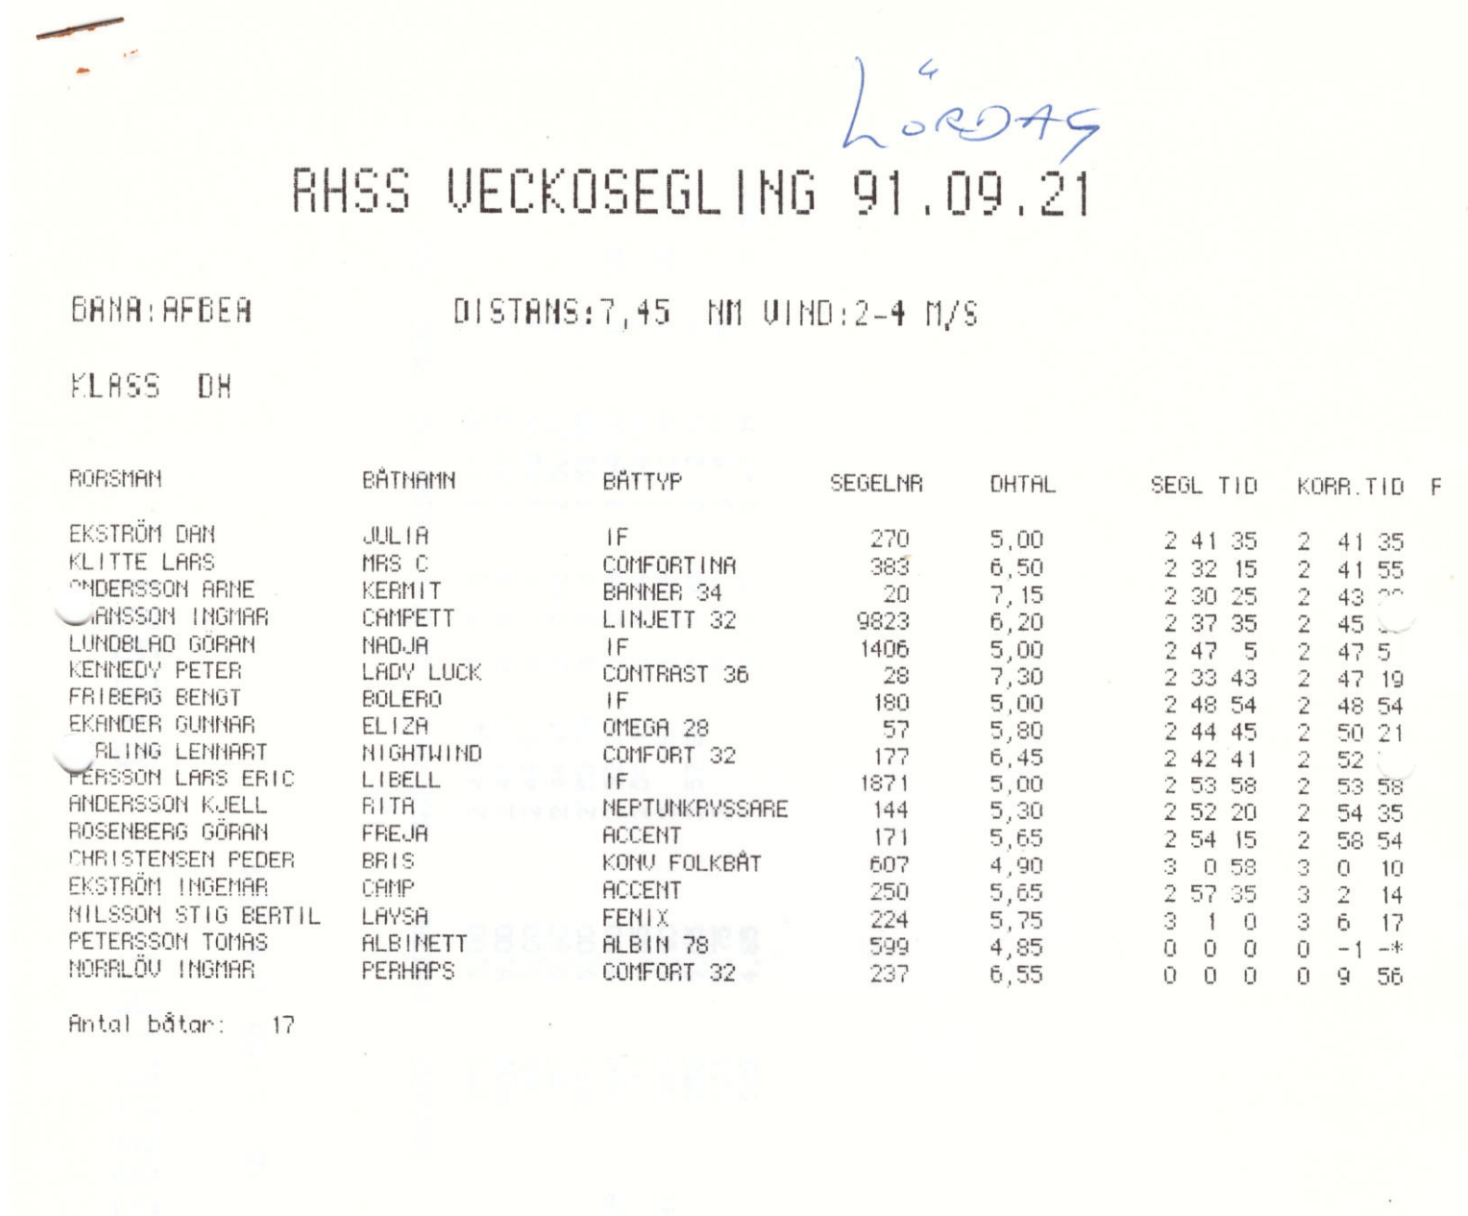 LÖRDAG
RHSS VECKOSEGLING 91.09.21
BANA:AFBEA DISTANS:7,45 NM VIND:2-4 M/S
KLASS DH
RORSMAN BÅTNAMN BÅTTYP SEGELNR DHTAL SEGL TID KORR.TID F
EKSTRÖM DAN JULIA IF 270 5,00 2 41 35 2 41 35
KLITTE LARS MRS C COMFORTINA 383 6,50 2 32 15 2 41 55
ANDERSSON ARNE KERMIT BANNER 34 20 7,15 2 30 25 2 43
INGMAR CAMPETT LINJETT 32 9823 6,20 2 37 35 2 45
LUNDBLAD GÖRAN NADJA IF 1406 5,00 2 47 5 2 47 5
KENNEDY PETER LADY LUCK CONTRAST 36 28 7,30 2 33 43 2 47 19
FRIBERG BENGT BOLERO IF 180 5,00 2 48 54 2 48 54
EKANDER GUNNAR ELIZA OMEGA 28 57 5,80 2 44 45 2 50 21
LENNART NIGHTWIND COMFORT 32 177 6,45 2 42 41 2 52
PERSSON LARS ERIC LIBELL IF 1871 5,00 2 53 58 2 53 58
ANDERSSON KJELL RITA NEPTUNKRYSSARE 144 5,30 2 52 20 2 54 35
ROSENBERG GÖRAN FREJA ACCENT 171 5,65 2 54 15 2 58 54
CHRISTENSEN PEDER BRIS KONV FOLKBÅT 607 4,90 3 0 58 3 0 10
EKSTRÖM INGEMAR CAMP ACCENT 250 5,65 2 57 35 3 2 14
NILSSON STIG BERTIL LAYSA FENIX 224 5,75 3 1 0 3 6 17
PETERSSON TOMAS ALBINETT ALBIN 78 599 4,85 0 0 0 0 -1 -*
NORRLÖV INGMAR PERHAPS COMFORT 32 237 6,55 0 0 0 0 9 56
Antal båtar: 17